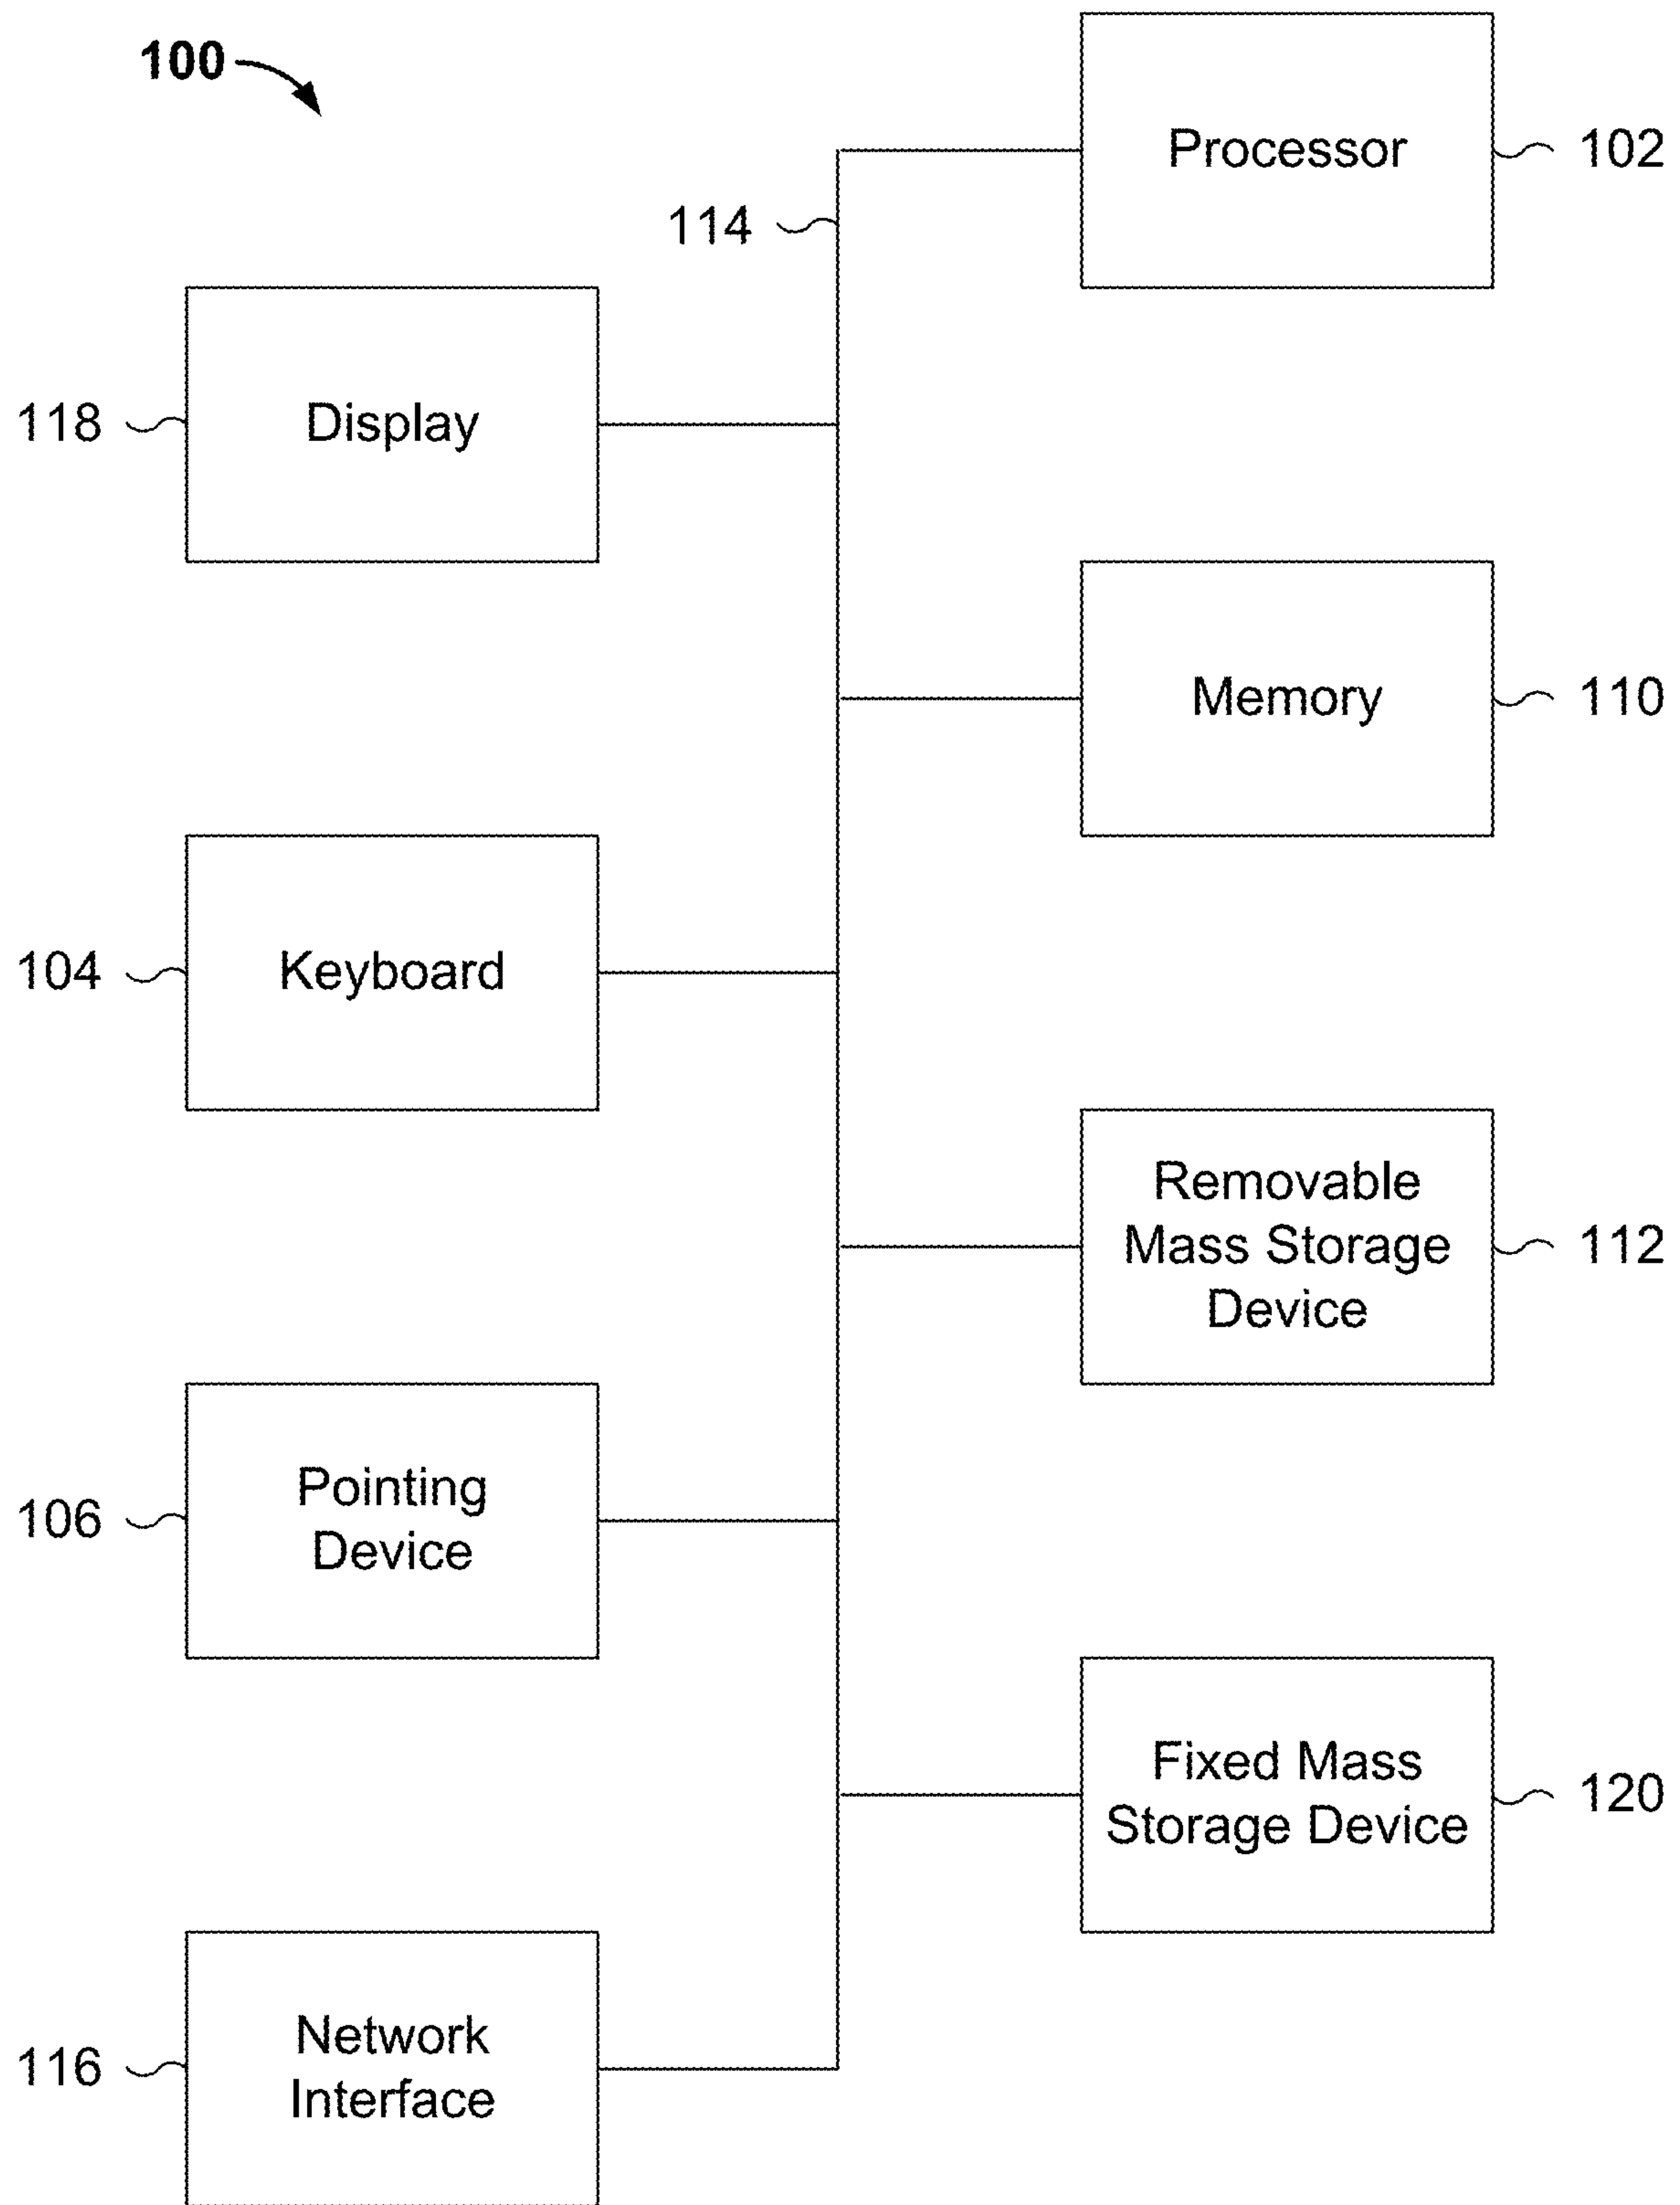 100
Processor
102
114
118
Display
Memory
110
104
Keyboard
Removable
Mass Storage
Device
112
106
Pointing
Device
Fixed Mass
Storage Device
120
116
Network
Interface